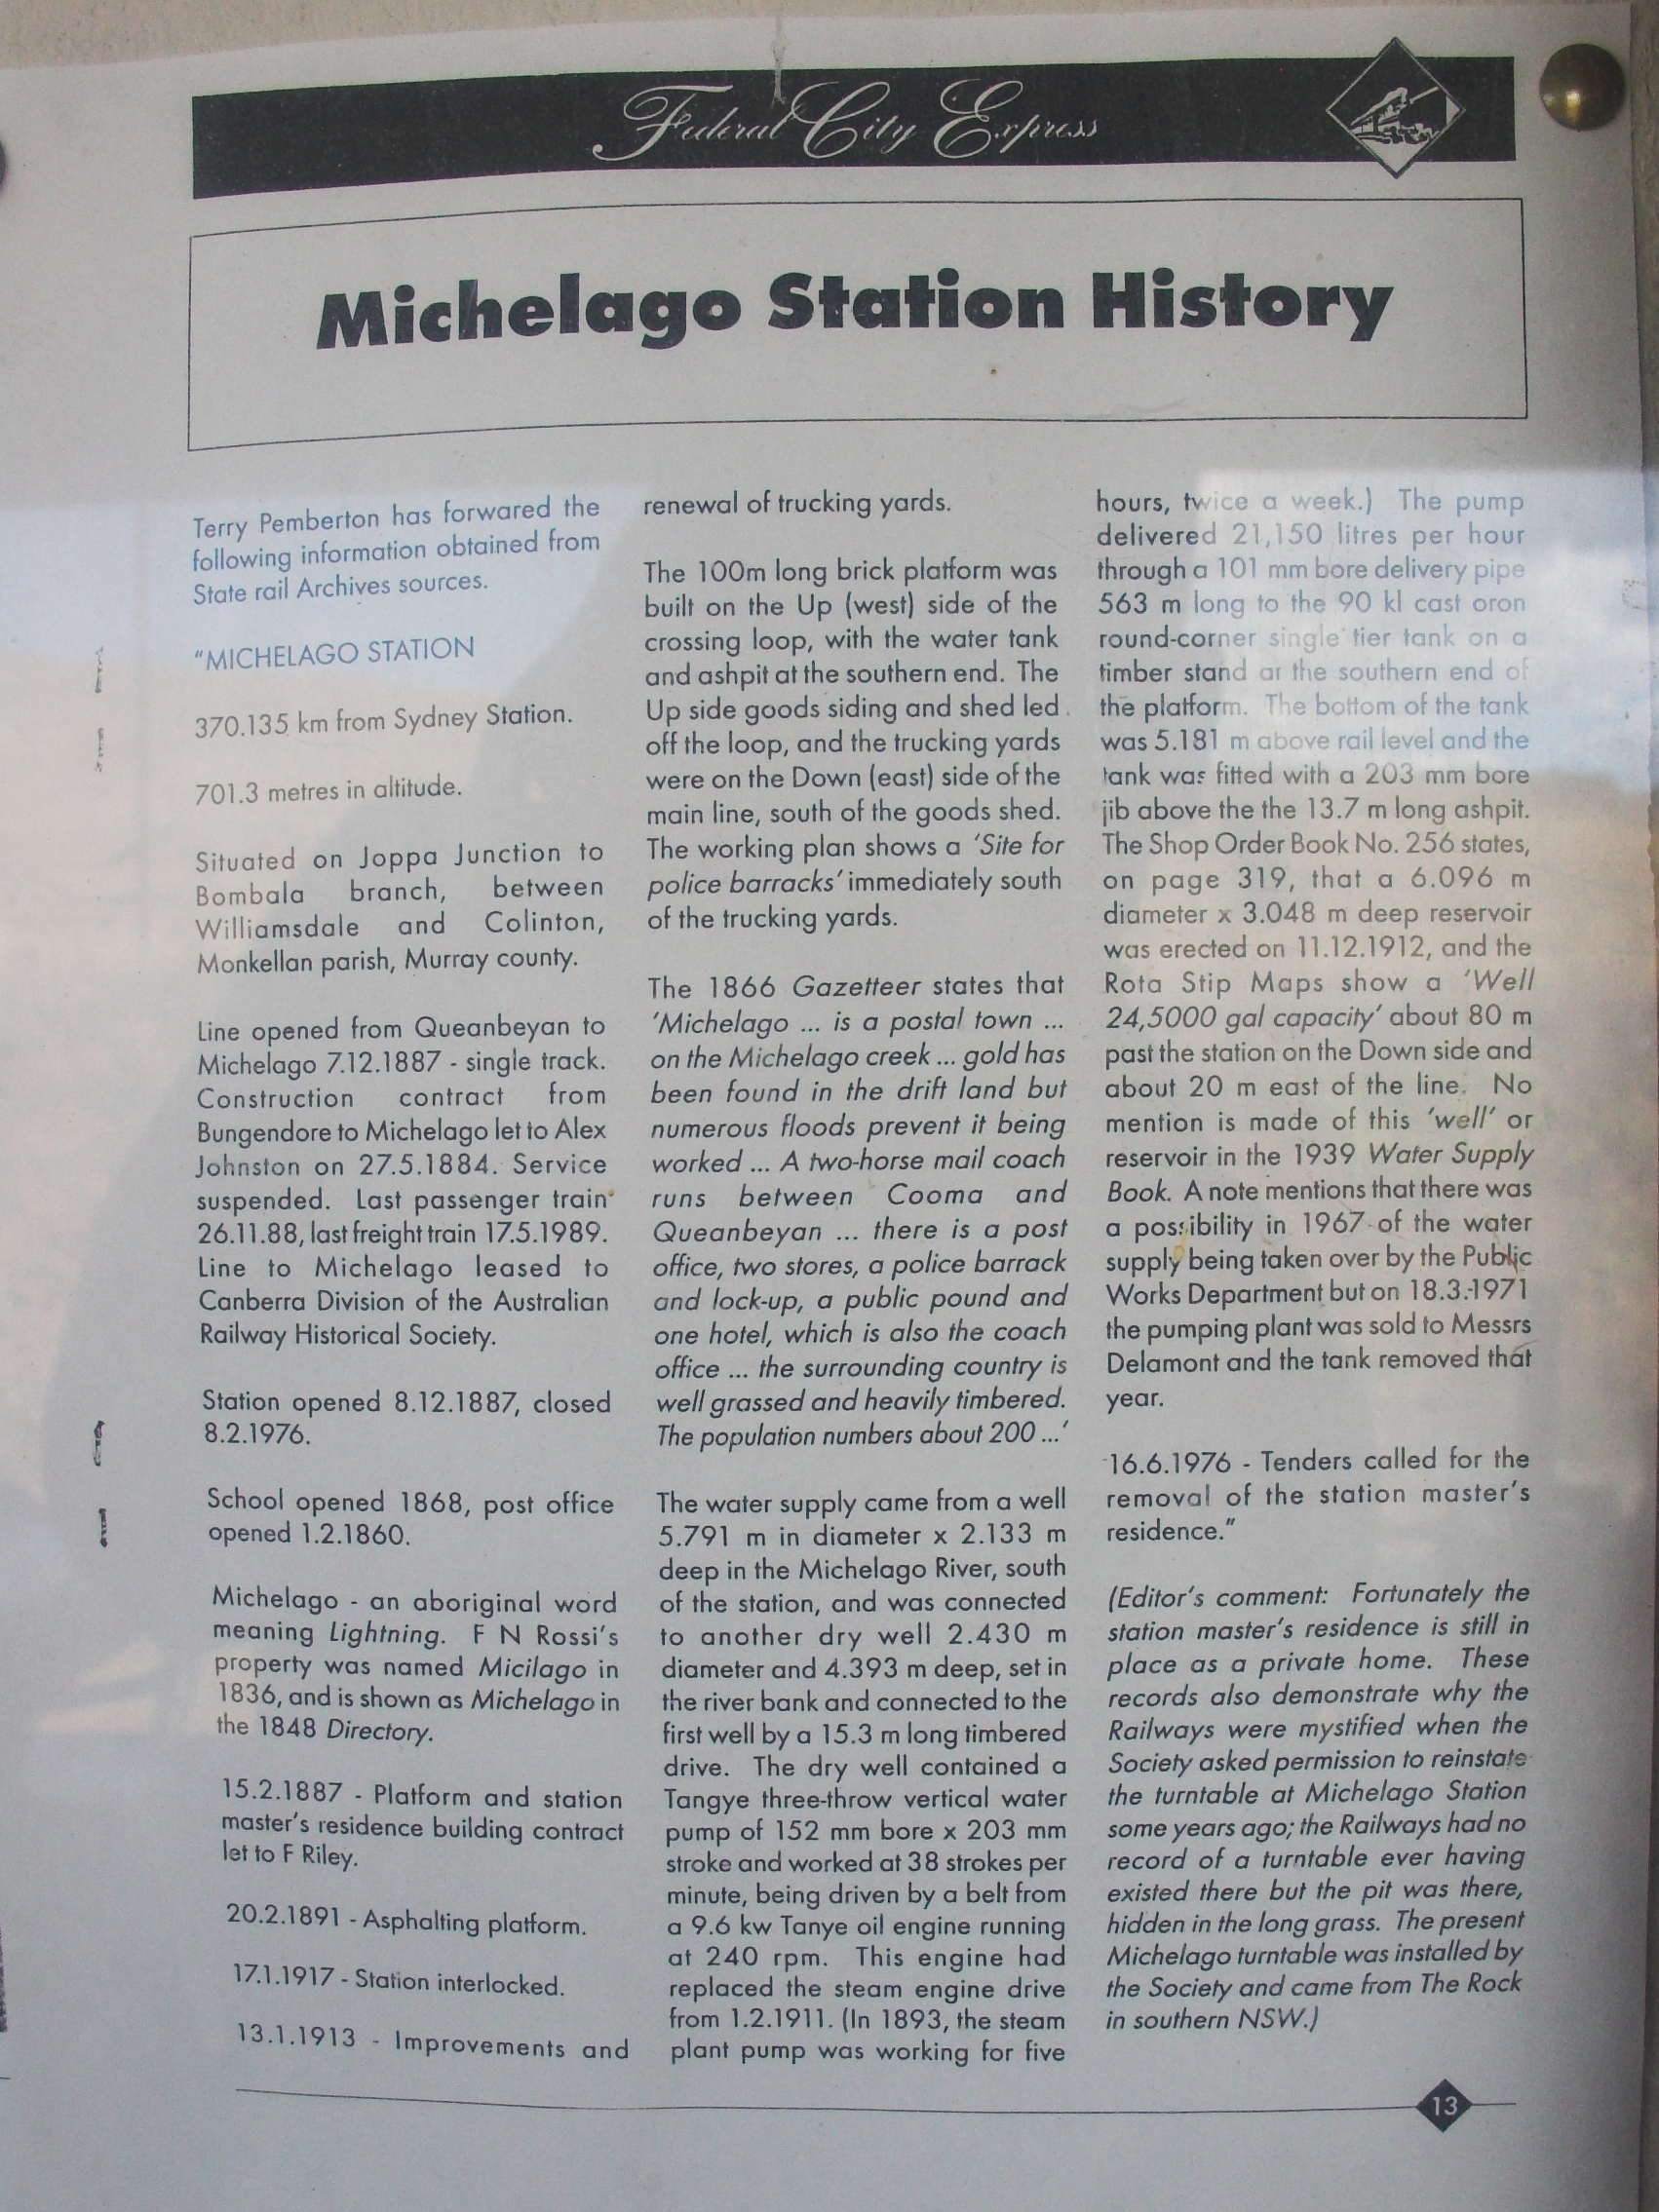 Federal City Express
Michelago Station History
Terry Pemberton has forwared the
following information obtained from
State rail Archives sources.
"MICHELAGO STATION
370.135 km from Sydney Station.
701.3 metres in altitude.
Situated on Joppa Junction to
Bombala branch, between
Williamsdale and Colinton,
Monkellan parish, Murray county.
Line opened from Queanbeyan to
Michelago 7.12.1887 - single track.
Construction contract from
Bungendore to Michelago let to Alex
Johnston on 27.5.1884. Service
suspended. Last passenger train
26.11.88, last freight train 17.5.1989.
Line to Michelago leased to
Canberra Division of the Australian
Railway Historical Society.
Station opened 8.12.1887, closed
8.2.1976.
School opened 1868, post office
opened 1.2.1860.
Michelago - an aboriginal word
meaning Lightning. F N Rossi's
property was named Micilago in
1836, and is shown as Michelago in
the 1848 Directory.
15.2.1887 - Platform and station
master's residence building contract
let to F Riley.
20.2.1891 - Asphalting platform.
17.1.1917 - Station interlocked.
13.1.1913 - Improvements and
renewal of trucking yards.
The 100m long brick platform was
built on the Up (west) side of the
crossing loop, with the water tank
and ashpit at the southern end. The
Up side goods siding and shed led
off the loop, and the trucking yards
were on the Down (east) side of the
main line, south of the goods shed.
The working plan shows a 'Site for
police barracks' immediately south
of the trucking yards.
The 1866 Gazetteer states that
'Michelago ... is a postal town ...
on the Michelago creek ... gold has
been found in the drift land but
numerous floods prevent it being
worked ... A two-horse mail coach
runs between Cooma and
Queanbeyan ... there is a post
office, two stores, a police barrack
and lock-up, a public pound and
one hotel, which is also the coach
office ... the surrounding country is
well grassed and heavily timbered.
The population numbers about 200 ...'
The water supply came from a well
5.791 m in diameter x 2.133 m
deep in the Michelago River, south
of the station, and was connected
to another dry well 2.430 m
diameter and 4.393 m deep, set in
the river bank and connected to the
first well by a 15.3 m long timbered
drive. The dry well contained a
Tangye three-throw vertical water
pump of 152 mm bore x 203 mm
stroke and worked at 38 strokes per
minute, being driven by a belt from
a 9.6 kw Tanye oil engine running
at 240 rpm. This engine had
replaced the steam engine drive
from 1.2.1911. (In 1893, the steam
plant pump was working for five
hours, twice a week.) The pump
delivered 21,150 litres per hour
through a 101 mm bore delivery pipe
563 m long to the 90 kl cast oron
round-corner single tier tank on a
timber stand ar the southern end of
the platform. The bottom of the tank
was 5.181 m above rail level and the
tank was fitted with a 203 mm bore
jib above the the 13.7 m long ashpit.
The Shop Order Book No. 256 states,
on page 319, that a 6.096 m
diameter x 3.048 m deep reservoir
was erected on 11.12.1912, and the
Rota Stip Maps show a 'Well
24,5000 gal capacity' about 80 m
past the station on the Down side and
about 20 m east of the line. No
mention is made of this 'well' or
reservoir in the 1939 Water Supply
Book. A note mentions that there was
a possibility in 1967 of the water
supply being taken over by the Public
Works Department but on 18.3.1971
the pumping plant was sold to Messrs
Delamont and the tank removed that
year.
16.6.1976 - Tenders called for the
removal of the station master's
residence."
(Editor's comment: Fortunately the
station master's residence is still in
place as a private home. These
records also demonstrate why the
Railways were mystified when the
Society asked permission to reinstate
the turntable at Michelago Station
some years ago; the Railways had no
record of a turntable ever having
existed there but the pit was there,
hidden in the long grass. The present
Michelago turntable was installed by
the Society and came from The Rock
in southern NSW.)
13